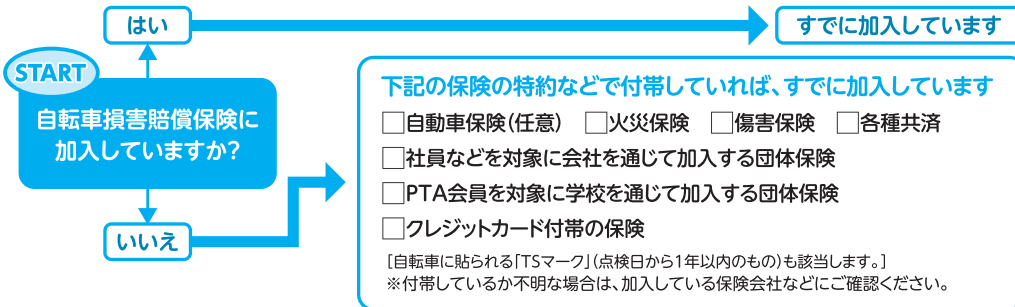 はい
すでに加入しています
START
自転車損害賠償保険に
加入していますか?
いいえ
下記の保険の特約などで付帯していれば、すでに加入しています
□自動車保険(任意) □火災保険 □傷害保険 □各種共済
□社員などを対象に会社を通じて加入する団体保険
□PTA会員を対象に学校を通じて加入する団体保険
□クレジットカード付帯の保険
[自転車に貼られる「TSマーク」(点検日から1年以内のもの)も該当します。]
※付帯しているか不明な場合は、加入している保険会社などにご確認ください。